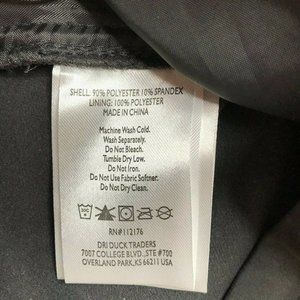 SHELL: 90% POLYESTER 10% SPANDEX
LINING: 100% POLYESTER
MADE IN CHINA
Machine Wash Cold.
Wash Separately.
Do Not Bleach.
Tumble Dry Low.
Do Not Iron.
Do Not Use Fabric Softener.
Do Not Dry Clean.
RN#112176
DRI DUCK TRADERS
7007 COLLEGE BLVD., STE #700
OVERLAND PARK, KS 66211 USA